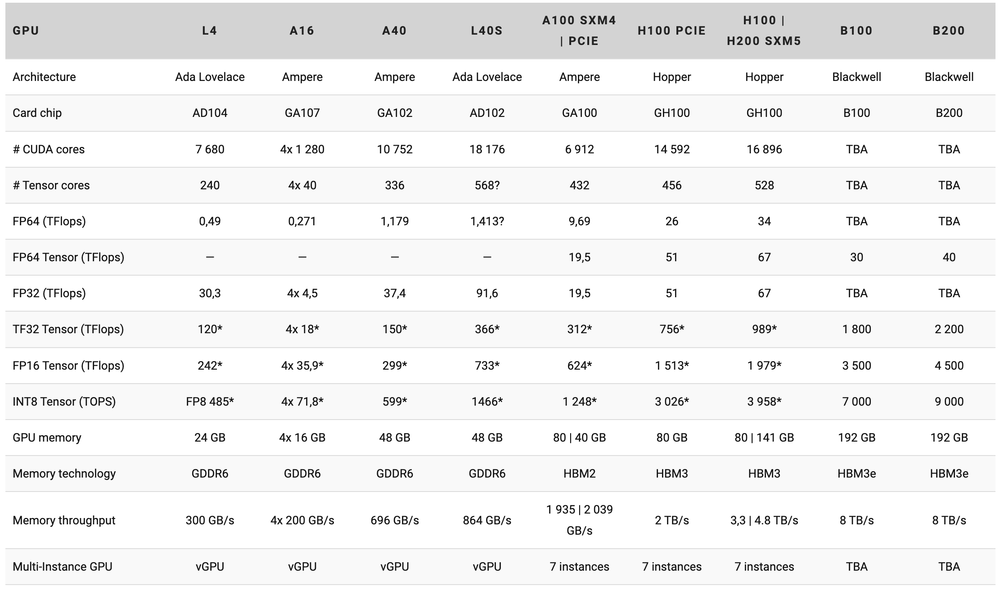 GPU L4 A16 A40 L40S A100 SXM4 | PCIE H100 PCIE H100 | H200 SXM5 B100 B200
Architecture Ada Lovelace Ampere Ampere Ada Lovelace Ampere Hopper Hopper Blackwell Blackwell
Card chip AD104 GA107 GA102 AD102 GA100 GH100 GH100 B100 B200
# CUDA cores 7 680 4x 1 280 10 752 18 176 6 912 14 592 16 896 TBA TBA
# Tensor cores 240 4x 40 336 568? 432 456 528 TBA TBA
FP64 (TFlops) 0,49 0,271 1,179 1,413? 9,69 26 34 TBA TBA
FP64 Tensor (TFlops) — — — — 19,5 51 67 30 40
FP32 (TFlops) 30,3 4x 4,5 37,4 91,6 19,5 51 67 TBA TBA
TF32 Tensor (TFlops) 120* 4x 18* 150* 366* 312* 756* 989* 1 800 2 200
FP16 Tensor (TFlops) 242* 4x 35,9* 299* 733* 624* 1 513* 1 979* 3 500 4 500
INT8 Tensor (TOPS) FP8 485* 4x 71,8* 599* 1466* 1 248* 3 026* 3 958* 7 000 9 000
GPU memory 24 GB 4x 16 GB 48 GB 48 GB 80 | 40 GB 80 GB 80 | 141 GB 192 GB 192 GB
Memory technology GDDR6 GDDR6 GDDR6 GDDR6 HBM2 HBM3 HBM3 HBM3e HBM3e
Memory throughput 300 GB/s 4x 200 GB/s 696 GB/s 864 GB/s 1 935 | 2 039 GB/s 2 TB/s 3,3 | 4.8 TB/s 8 TB/s 8 TB/s
Multi-Instance GPU vGPU vGPU vGPU vGPU 7 instances 7 instances 7 instances TBA TBA